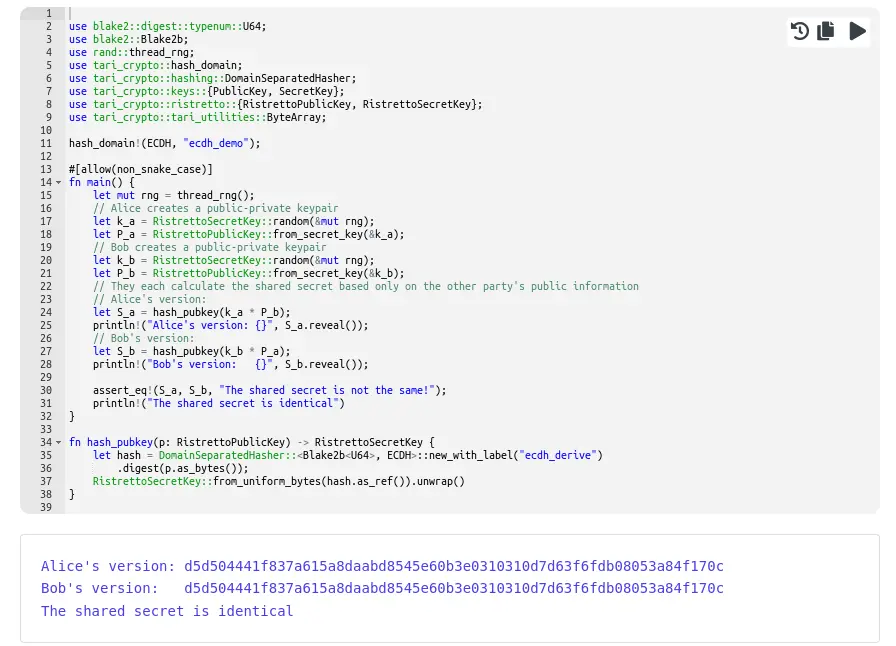 1
2 use blake2::digest::typenum::U64;
3 use blake2::Blake2b;
4 use rand::thread_rng;
5 use tari_crypto::hash_domain;
6 use tari_crypto::hashing::DomainSeparatedHasher;
7 use tari_crypto::keys::{PublicKey, SecretKey};
8 use tari_crypto::ristretto::{RistrettoPublicKey, RistrettoSecretKey};
9 use tari_crypto::tari_utilities::ByteArray;
10
11 hash_domain!(ECDH, "ecdh_demo");
12
13 #[allow(non_snake_case)]
14 fn main() {
15     let mut rng = thread_rng();
16     // Alice creates a public-private keypair
17     let k_a = RistrettoSecretKey::random(&mut rng);
18     let P_a = RistrettoPublicKey::from_secret_key(&k_a);
19     // Bob creates a public-private keypair
20     let k_b = RistrettoSecretKey::random(&mut rng);
21     let P_b = RistrettoPublicKey::from_secret_key(&k_b);
22     // They each calculate the shared secret based only on the other party's public information
23     // Alice's version:
24     let S_a = hash_pubkey(k_a * P_b);
25     println!("Alice's version: {}", S_a.reveal());
26     // Bob's version:
27     let S_b = hash_pubkey(k_b * P_a);
28     println!("Bob's version:   {}", S_b.reveal());
29
30     assert_eq!(S_a, S_b, "The shared secret is not the same!");
31     println!("The shared secret is identical")
32 }
33
34 fn hash_pubkey(p: RistrettoPublicKey) -> RistrettoSecretKey {
35     let hash = DomainSeparatedHasher::<Blake2b<U64>, ECDH>::new_with_label("ecdh_derive")
36         .digest(p.as_bytes());
37     RistrettoSecretKey::from_uniform_bytes(hash.as_ref()).unwrap()
38 }
39
Alice's version: d5d504441f837a615a8daabd8545e60b3e0310310d7d63f6fdb08053a84f170c
Bob's version:   d5d504441f837a615a8daabd8545e60b3e0310310d7d63f6fdb08053a84f170c
The shared secret is identical